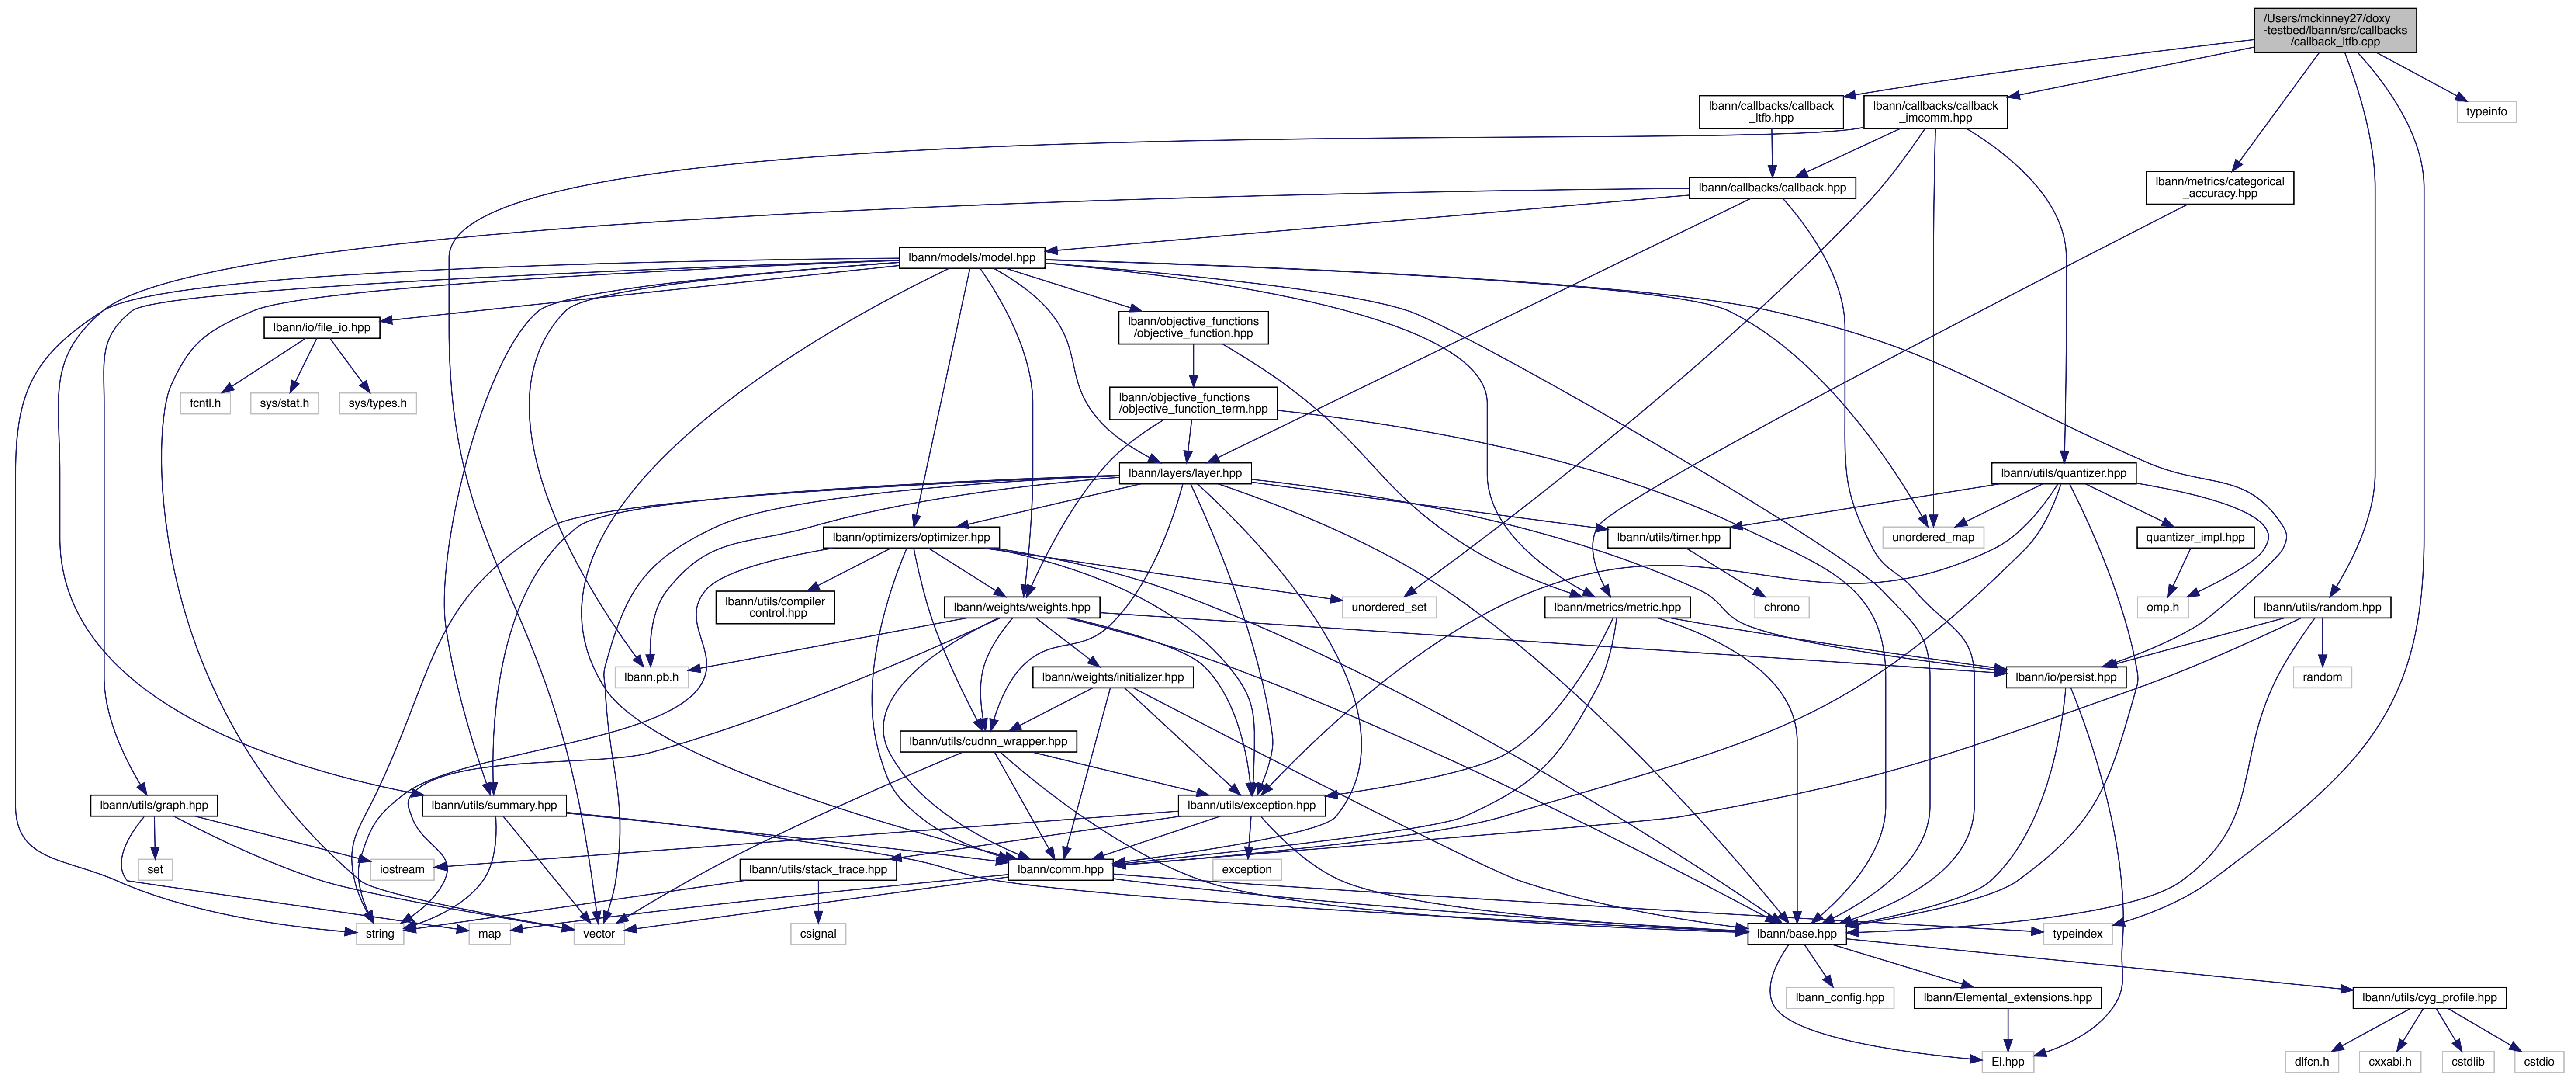 /Users/mckinney27/doxy
-testbed/lbann/src/callbacks
/callback_ltfb.cpp
lbann/callbacks/callback
_ltfb.hpp
lbann/callbacks/callback
_imcomm.hpp
typeinfo
lbann/callbacks/callback.hpp
lbann/metrics/categorical
_accuracy.hpp
lbann/models/model.hpp
lbann/io/file_io.hpp
lbann/objective_functions
/objective_function.hpp
fcntl.h
sys/stat.h
sys/types.h
lbann/objective_functions
/objective_function_term.hpp
lbann/layers/layer.hpp
lbann/utils/quantizer.hpp
lbann/optimizers/optimizer.hpp
lbann/utils/timer.hpp
unordered_map
quantizer_impl.hpp
lbann/utils/compiler
_control.hpp
lbann/weights/weights.hpp
unordered_set
lbann/metrics/metric.hpp
chrono
omp.h
lbann/utils/random.hpp
lbann.pb.h
lbann/weights/initializer.hpp
lbann/io/persist.hpp
random
lbann/utils/cudnn_wrapper.hpp
lbann/utils/graph.hpp
lbann/utils/summary.hpp
lbann/utils/exception.hpp
set
iostream
lbann/utils/stack_trace.hpp
lbann/comm.hpp
exception
string
map
vector
csignal
lbann/base.hpp
typeindex
lbann_config.hpp
lbann/Elemental_extensions.hpp
lbann/utils/cyg_profile.hpp
El.hpp
dlfcn.h
cxxabi.h
cstdlib
cstdio